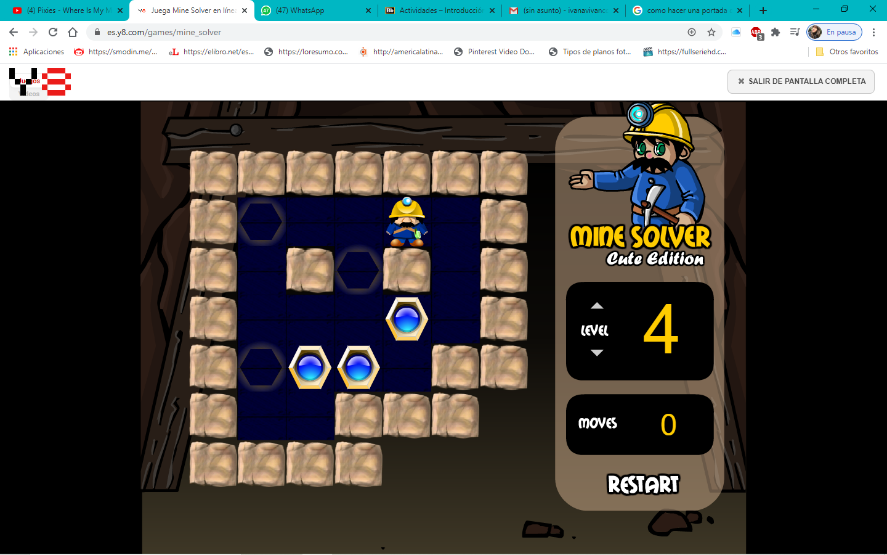 (4) Pixies - Where Is My M
Juega Mine Solver en líne
(47) WhatsApp
Actividades – Introducció
(sin asunto) - ivanavivanc
como hacer una portada
es.y8.com/games/mine_solver
En pausa
Aplicaciones
https://smodin.me/...
https://elibro.net/es...
https://loresumo.co...
http://americalatina...
Pinterest Video Do...
Tipos de planos fot...
https://fullseriehd.c...
Otros favoritos
SALIR DE PANTALLA COMPLETA
MINE SOLVER
Cute Edition
LEVEL
4
MOVES
0
RESTART